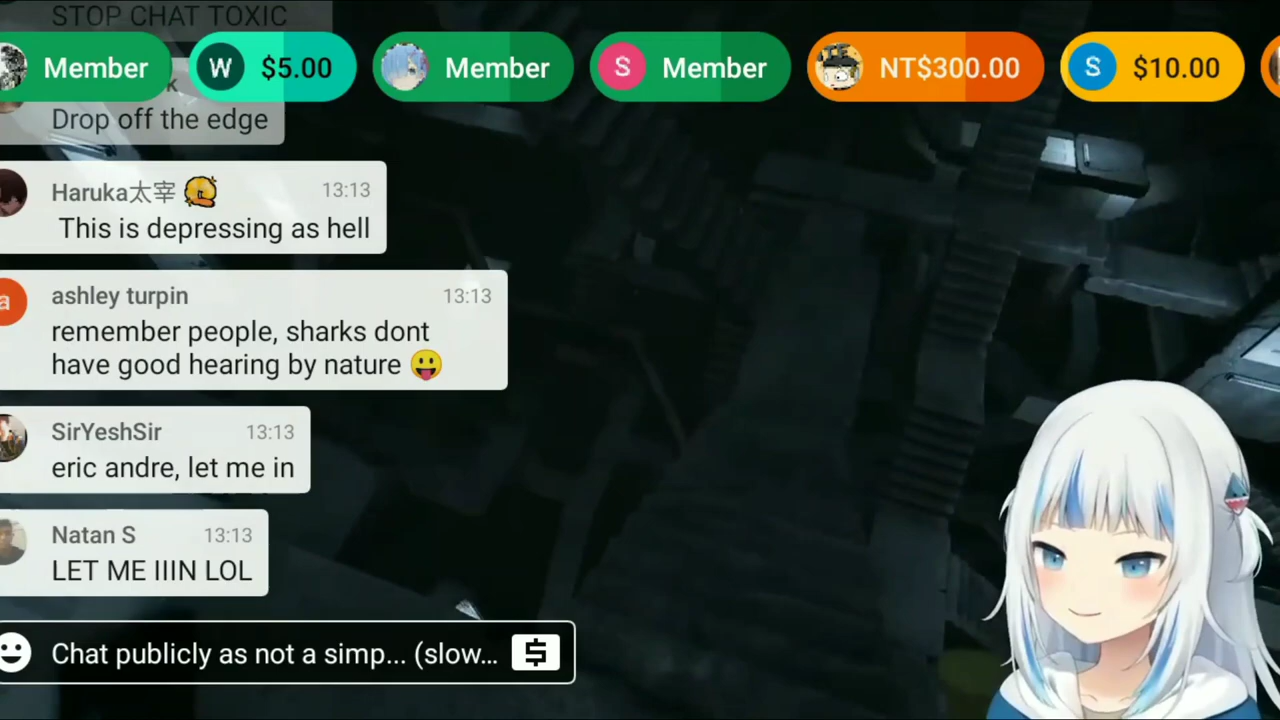 STOP CHAT TOXIC
Member
W $5.00
Member
S Member
NT$300.00
S $10.00
Drop off the edge
Haruka太宰 13:13
This is depressing as hell
a ashley turpin 13:13
remember people, sharks dont
have good hearing by nature
SirYeshSir 13:13
eric andre, let me in
Natan S 13:13
LET ME IIIN LOL
Chat publicly as not a simp... (slow... $